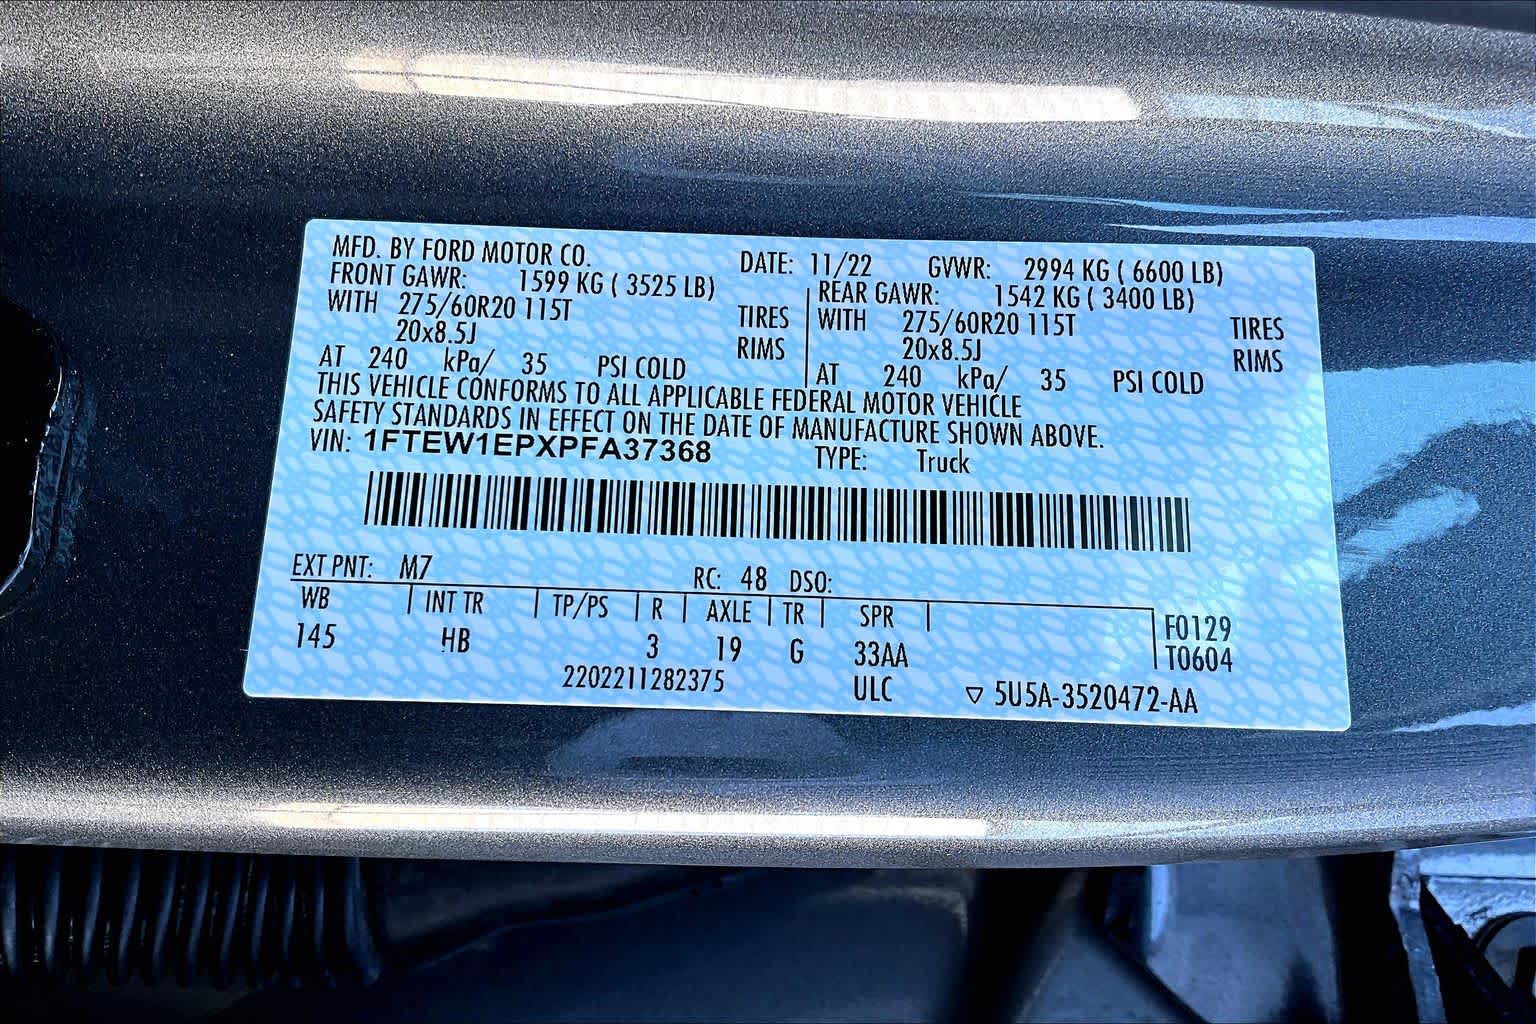 MFD. BY FORD MOTOR CO. DATE: 11/22 GVWR: 2994 KG ( 6600 LB)
FRONT GAWR: 1599 KG ( 3525 LB) REAR GAWR: 1542 KG ( 3400 LB)
WITH 275/60R20 115T TIRES WITH 275/60R20 115T TIRES
20x8.5J RIMS 20x8.5J RIMS
AT 240 kPa/ 35 PSI COLD AT 240 kPa/ 35 PSI COLD
THIS VEHICLE CONFORMS TO ALL APPLICABLE FEDERAL MOTOR VEHICLE
SAFETY STANDARDS IN EFFECT ON THE DATE OF MANUFACTURE SHOWN ABOVE.
VIN: 1FTEW1EPXPFA37368 TYPE: Truck
EXT PNT: M7 RC: 48 DSO:
WB INT TR TP/PS R AXLE TR SPR F0129
145 HB 3 19 G 33AA T0604
2202211282375 ULC ▽ 5U5A-3520472-AA